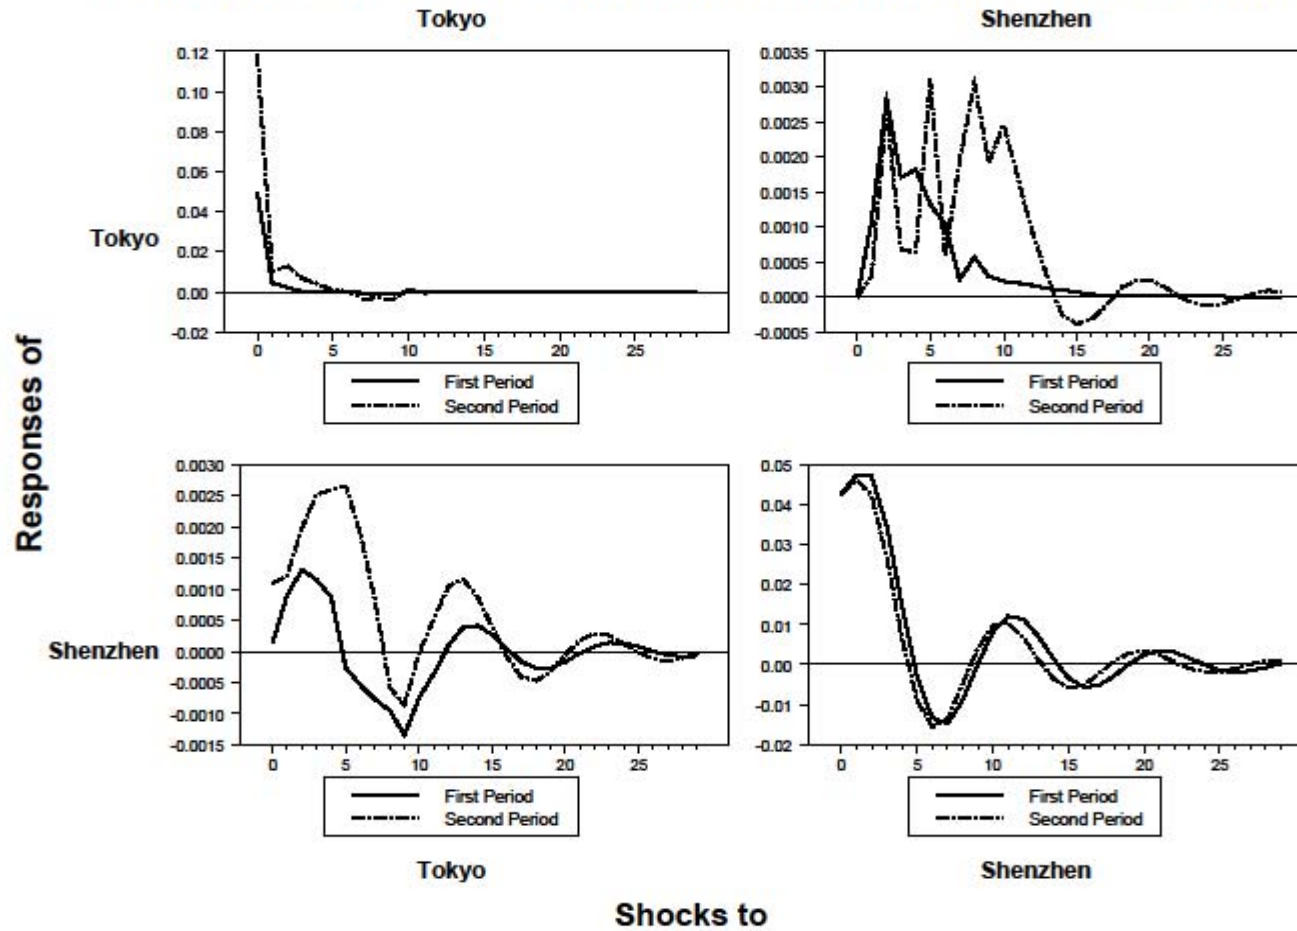 Tokyo Shenzhen
0.12 0.0035
0.10 0.0030
0.08 0.0025
0.06 0.0020
0.04 0.0015
0.02 0.0010
0.00 0.0005
-0.02 0.0000
-0.0005
Tokyo
0 5 10 15 20 25 0 5 10 15 20 25
First Period First Period
Second Period Second Period
Responses of
0.0030 0.05
0.0025 0.04
0.0020 0.03
0.0015 0.02
0.0010 0.01
0.0005 0.00
0.0000 -0.01
-0.0005 -0.02
-0.0010
-0.0015
Shenzhen
0 5 10 15 20 25 0 5 10 15 20 25
First Period First Period
Second Period Second Period
Tokyo Shenzhen
Shocks to